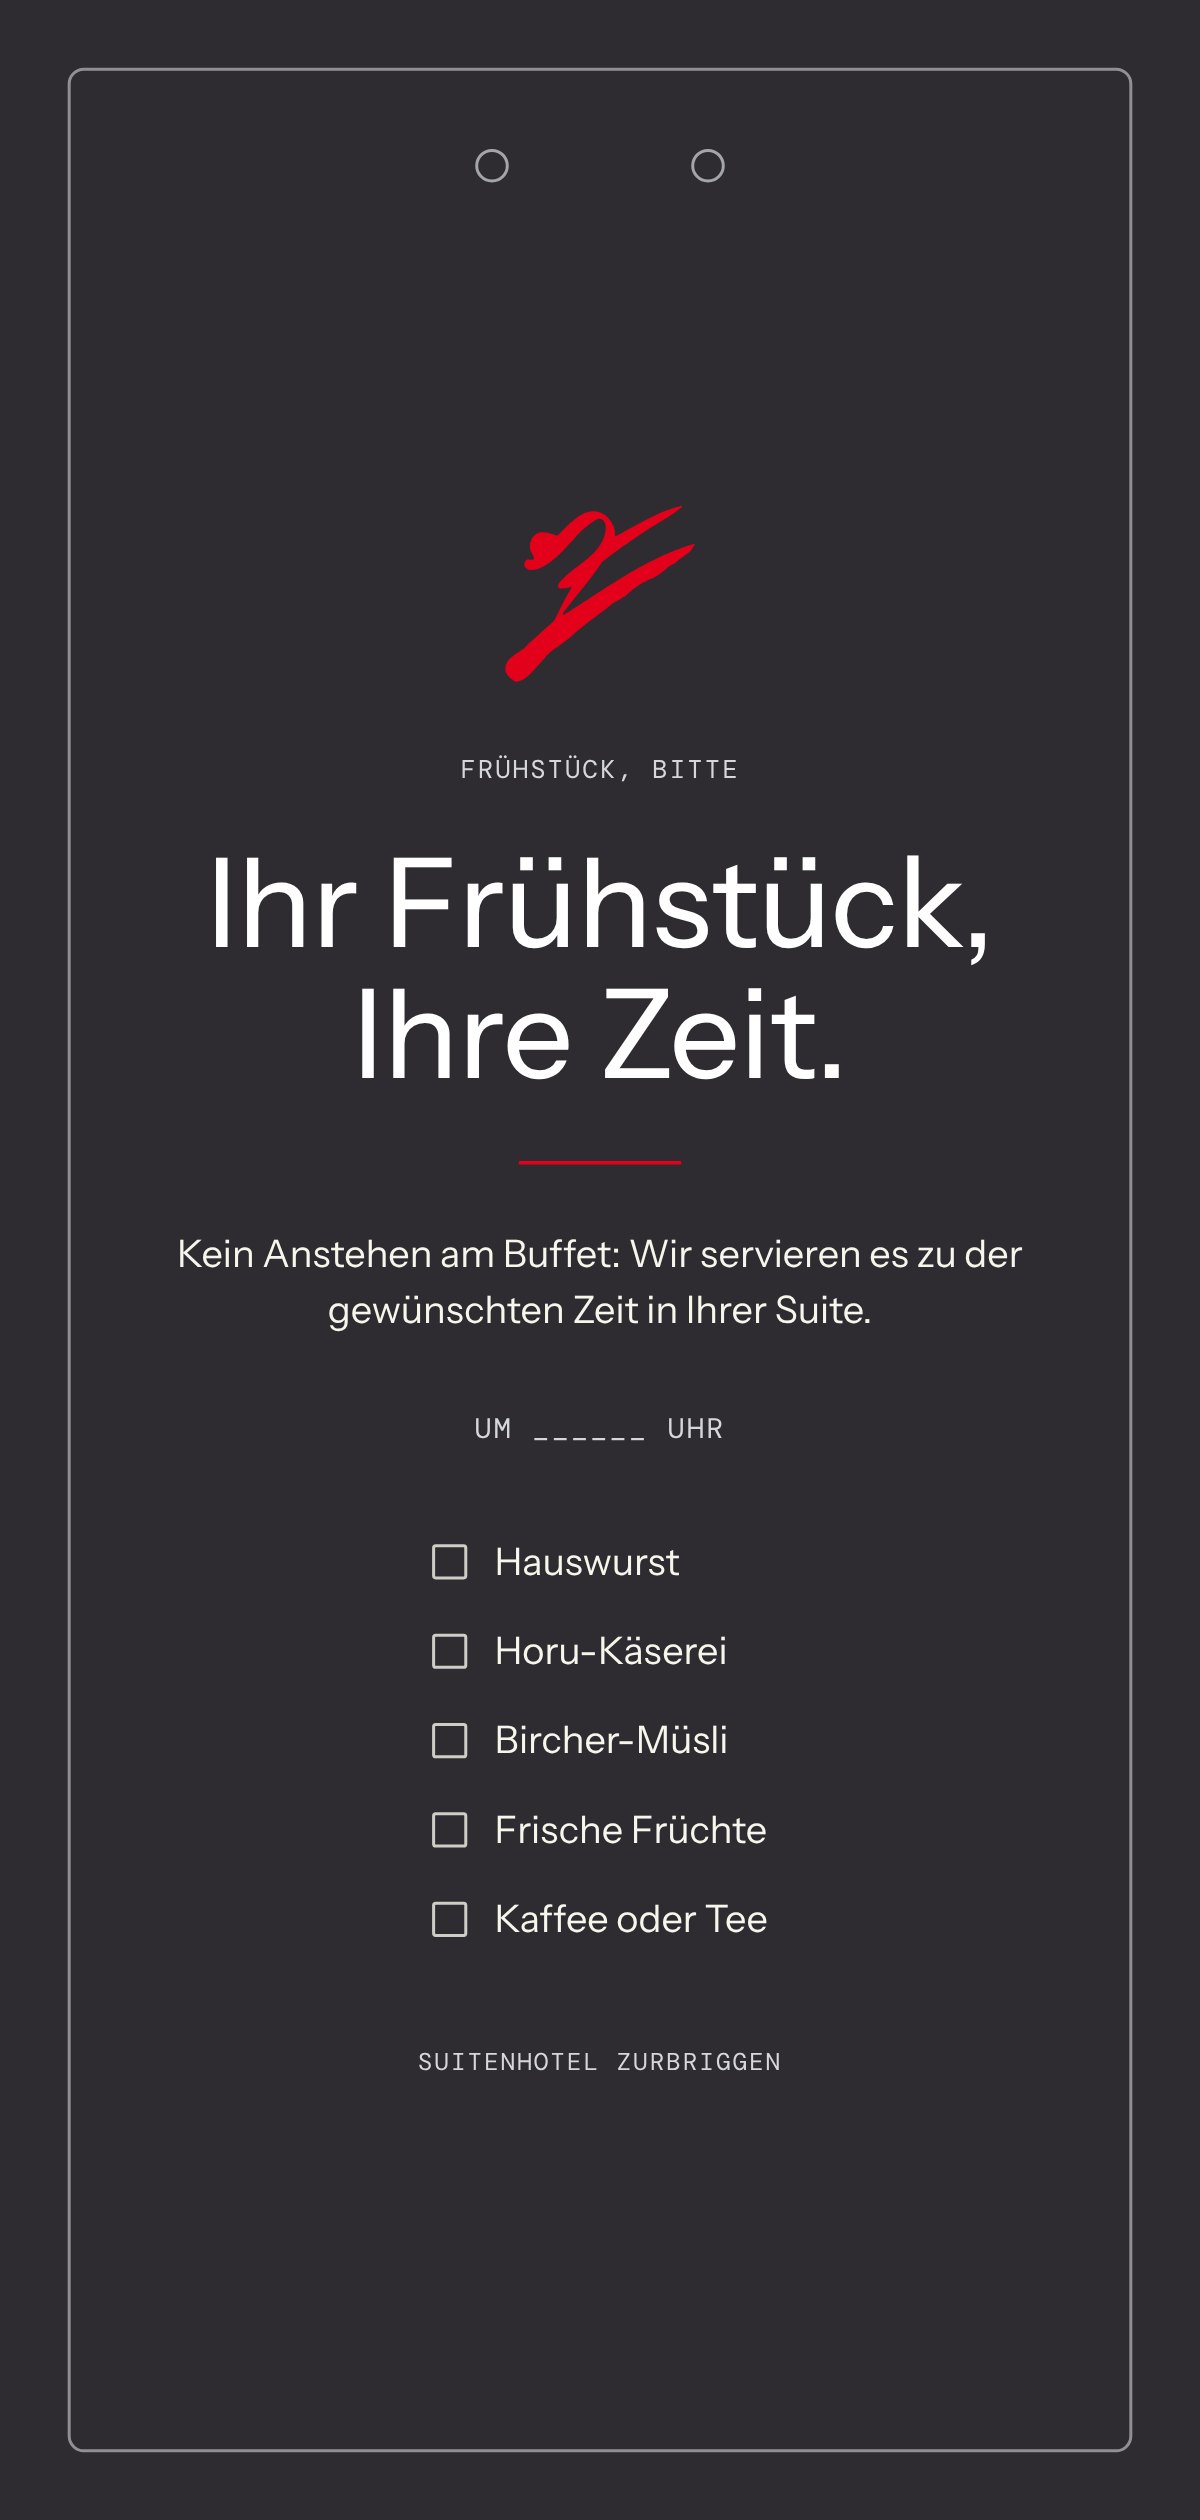 FRÜHSTÜCK, BITTE
Ihr Frühstück,
Ihre Zeit.
Kein Anstehen am Buffet: Wir servieren es zu der
gewünschten Zeit in Ihrer Suite.
UM ______ UHR
Hauswurst
Horu-Käserei
Bircher-Müsli
Frische Früchte
Kaffee oder Tee
SUITENHOTEL ZURBRIGGEN